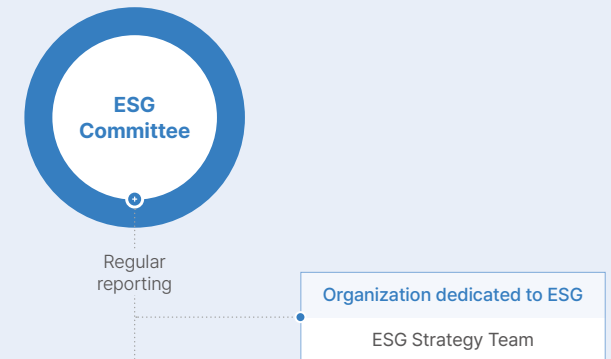 ESG
Committee
Regular
reporting
Organization dedicated to ESG
ESG Strategy Team